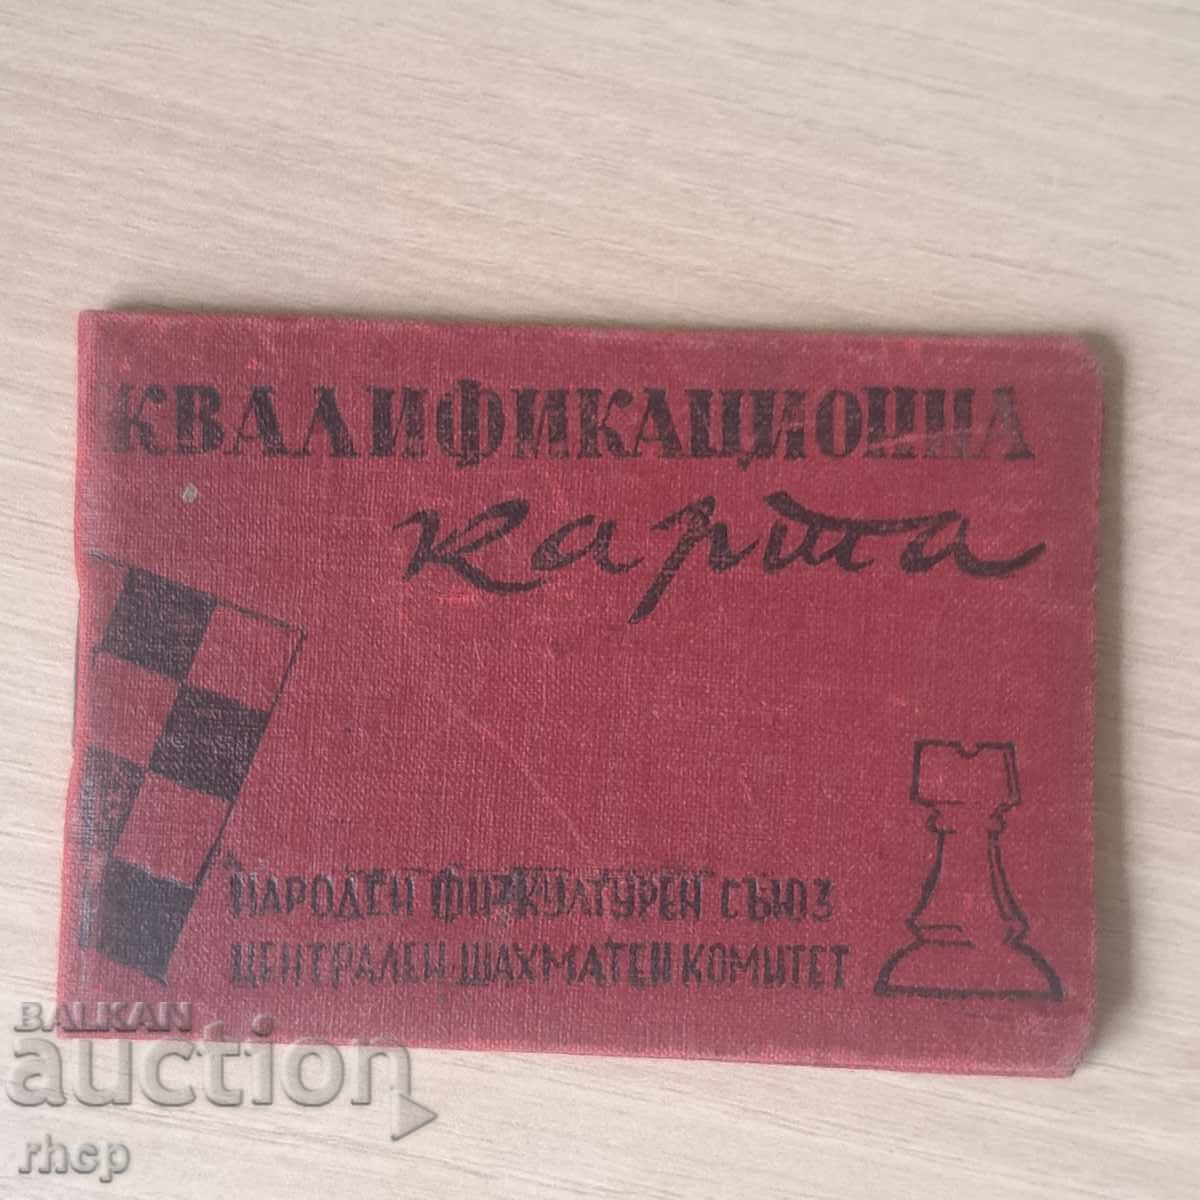 КВАЛИФИКАЦИОННА
карта
НАРОДЕН ФИЗКУЛТУРЕН СЪЮЗ
ЦЕНТРАЛЕН ШАХМАТЕН КОМИТЕТ
BALKAN
auction
rhcp